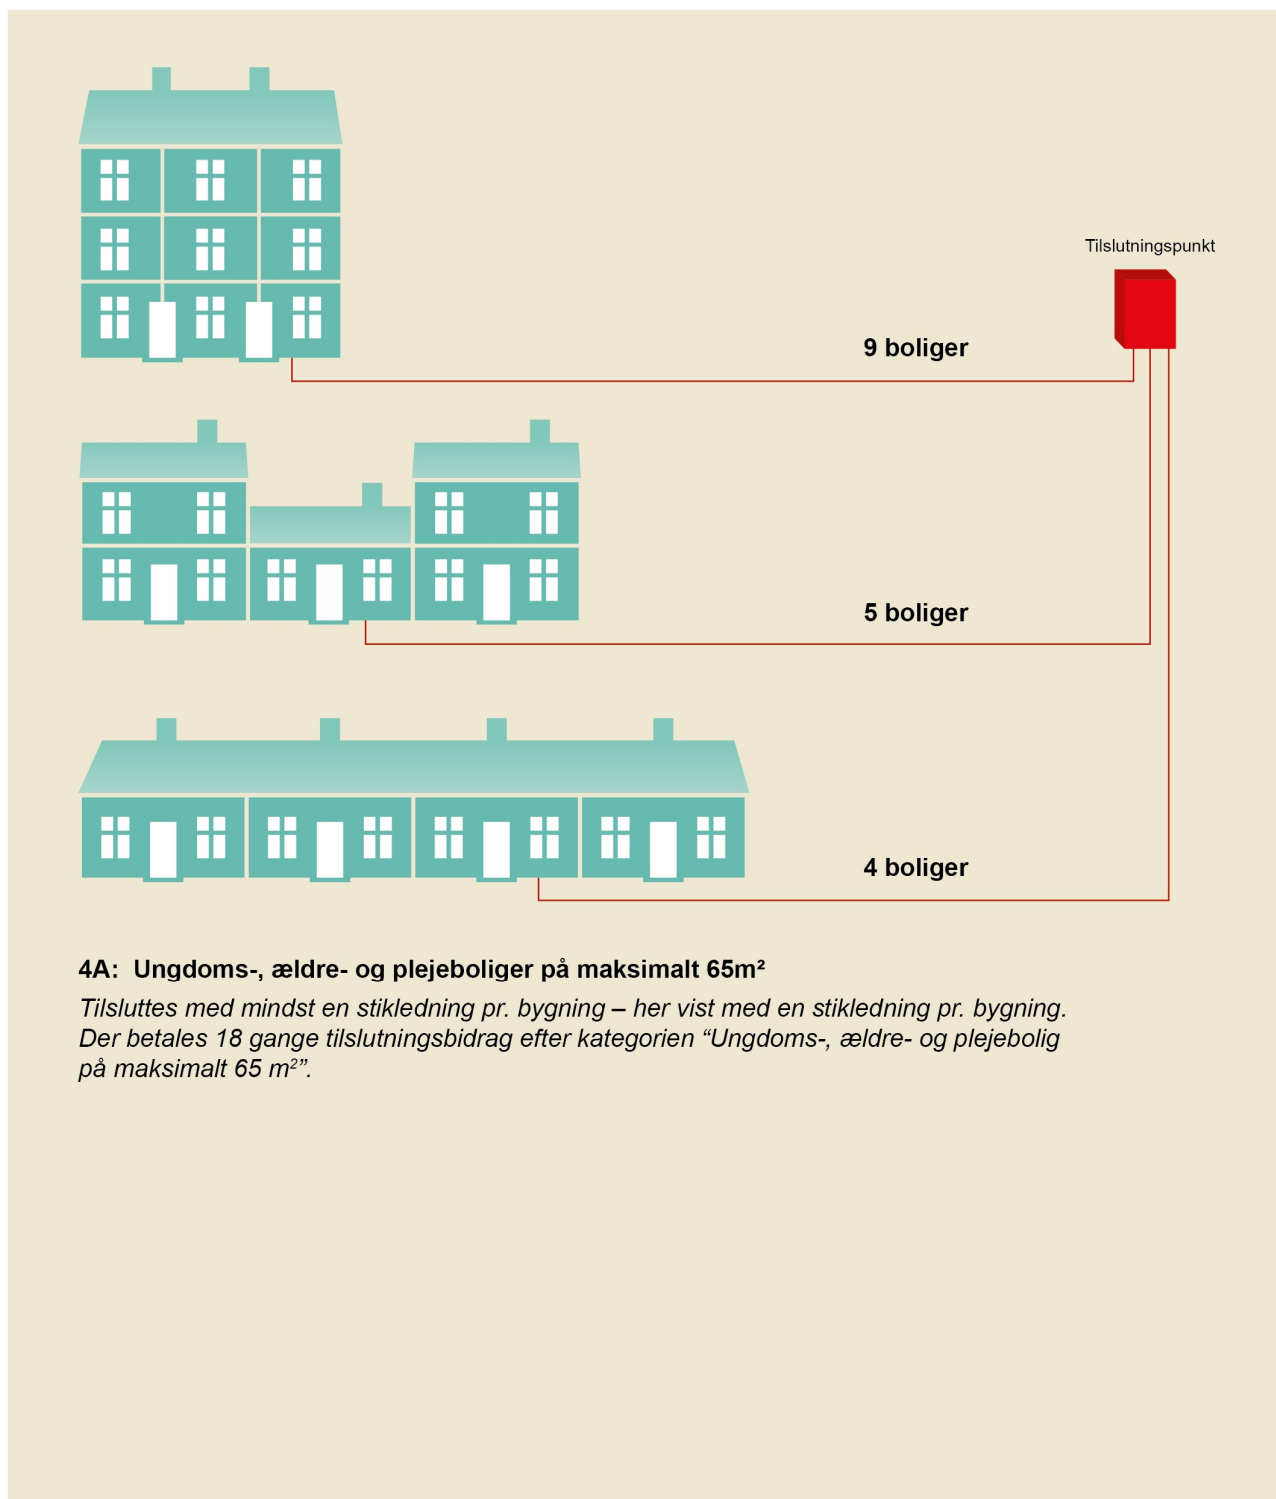 Tilslutningspunkt
9 boliger
5 boliger
4 boliger
4A: Ungdoms-, ældre- og plejeboliger på maksimalt 65m²
Tilsluttes med mindst en stikledning pr. bygning – her vist med en stikledning pr. bygning.
Der betales 18 gange tilslutningsbidrag efter kategorien “Ungdoms-, ældre- og plejebolig
på maksimalt 65 m²”.